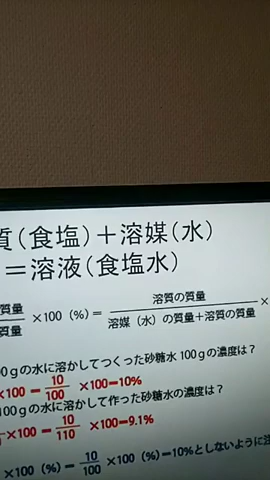 質(食塩)+溶媒(水)
=溶液(食塩水)
質量/質量 ×100(%)= 溶質の質量/溶媒(水)の質量+溶質の質量 ×
0gの水に溶かしてつくった砂糖水100gの濃度は?
×100 = 10/100 ×100=10%
100gの水に溶かして作った砂糖水の濃度は?
×100 = 10/110 ×100=9.1%
×100(%)= 10/100 ×100(%)=10%としないように注